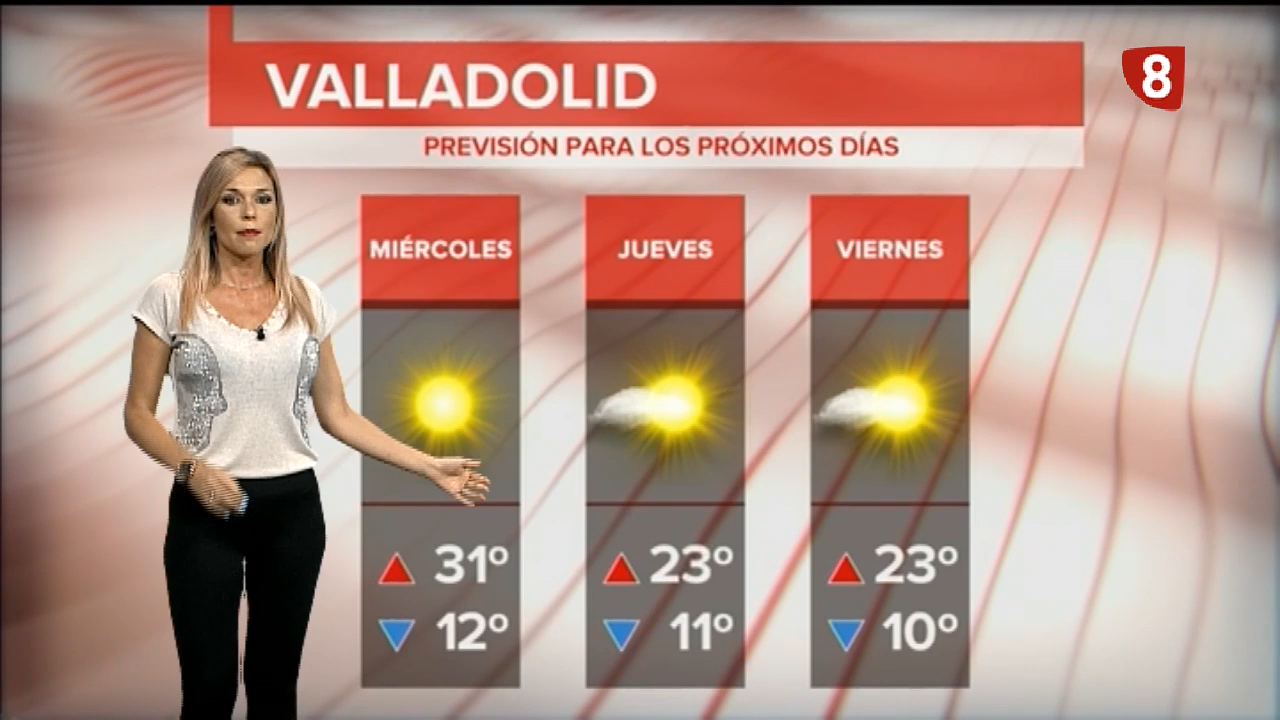 VALLADOLID
8
PREVISIÓN PARA LOS PRÓXIMOS DÍAS
MIÉRCOLES JUEVES VIERNES
31º 23º 23º
12º 11º 10º